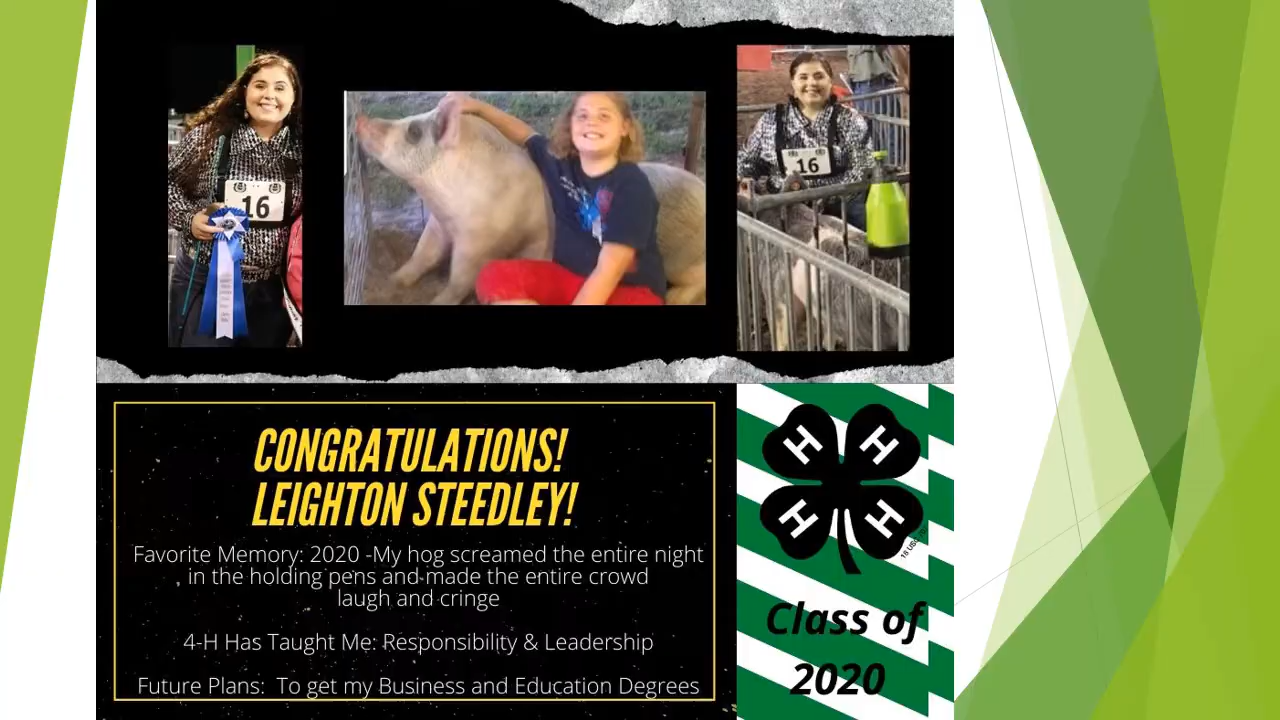 16
16
CONGRATULATIONS!
LEIGHTON STEEDLEY!
Favorite Memory: 2020 -My hog screamed the entire night
in the holding pens and made the entire crowd
laugh and cringe
4-H Has Taught Me: Responsibility & Leadership
Future Plans: To get my Business and Education Degrees
H H
H H
18 USC
Class of
2020